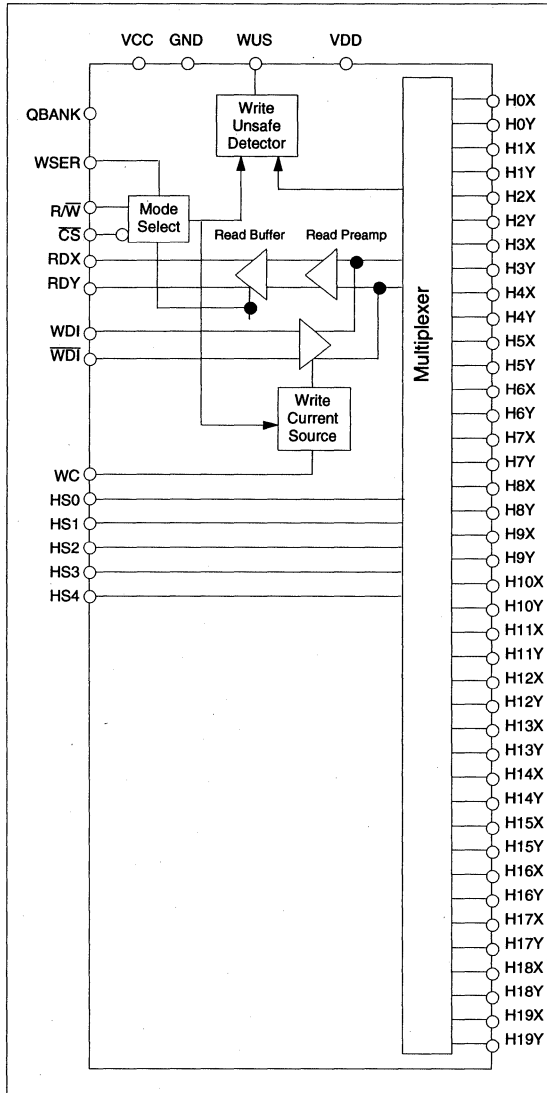 VCC GND WUS VDD
QBANK
WSER
R/W̅
C̅S̅
RDX
RDY
WDI
W̅D̅I̅
WC
HS0
HS1
HS2
HS3
HS4
Write
Unsafe
Detector
Mode
Select
Read Buffer Read Preamp
Write
Current
Source
Multiplexer
H0X
H0Y
H1X
H1Y
H2X
H2Y
H3X
H3Y
H4X
H4Y
H5X
H5Y
H6X
H6Y
H7X
H7Y
H8X
H8Y
H9X
H9Y
H10X
H10Y
H11X
H11Y
H12X
H12Y
H13X
H13Y
H14X
H14Y
H15X
H15Y
H16X
H16Y
H17X
H17Y
H18X
H18Y
H19X
H19Y